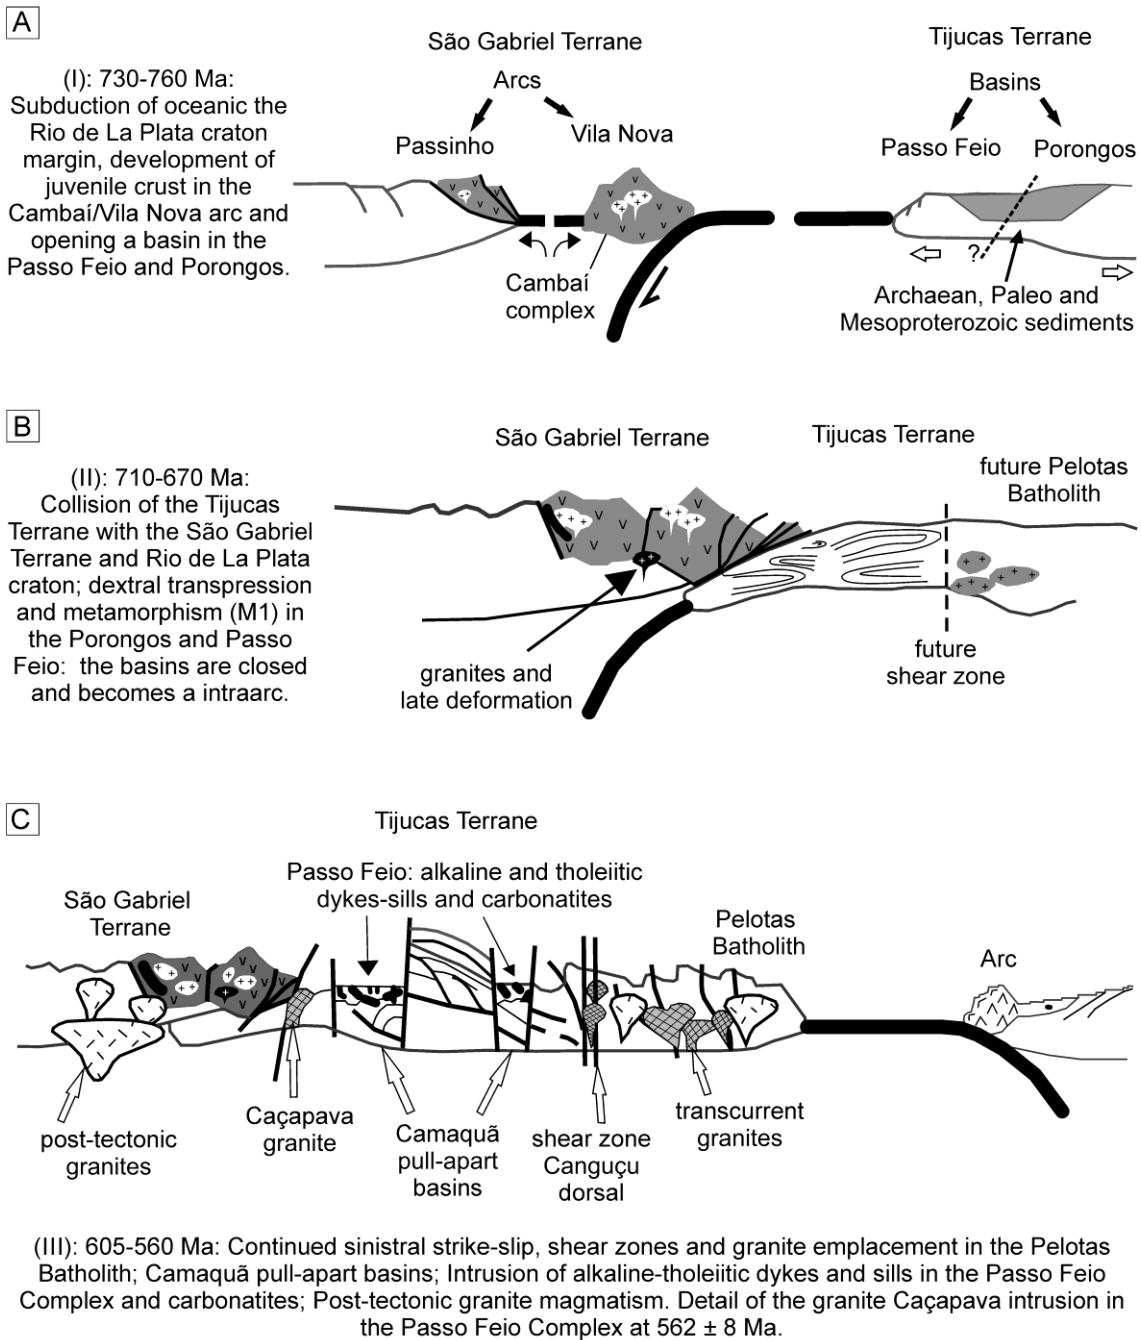 A
São Gabriel Terrane
Tijucas Terrane
(I): 730-760 Ma:
Subduction of oceanic the
Rio de La Plata craton
margin, development of
juvenile crust in the
Cambaí/Vila Nova arc and
opening a basin in the
Passo Feio and Porongos.
Arcs
Passinho
Vila Nova
Basins
Passo Feio
Porongos
Cambaí
complex
?
Archaean, Paleo and
Mesoproterozoic sediments
B
São Gabriel Terrane
Tijucas Terrane
future Pelotas
Batholith
(II): 710-670 Ma:
Collision of the Tijucas
Terrane with the São Gabriel
Terrane and Rio de La Plata
craton; dextral transpression
and metamorphism (M1) in
the Porongos and Passo
Feio:  the basins are closed
and becomes a intraarc.
granites and
late deformation
future
shear zone
C
Tijucas Terrane
Passo Feio: alkaline and tholeiitic
dykes-sills and carbonatites
São Gabriel
Terrane
Pelotas
Batholith
Arc
post-tectonic
granites
Caçapava
granite
Camaquã
pull-apart
basins
shear zone
Canguçu
dorsal
transcurrent
granites
(III): 605-560 Ma: Continued sinistral strike-slip, shear zones and granite emplacement in the Pelotas
Batholith; Camaquã pull-apart basins; Intrusion of alkaline-tholeiitic dykes and sills in the Passo Feio
Complex and carbonatites; Post-tectonic granite magmatism. Detail of the granite Caçapava intrusion in
the Passo Feio Complex at 562 ± 8 Ma.